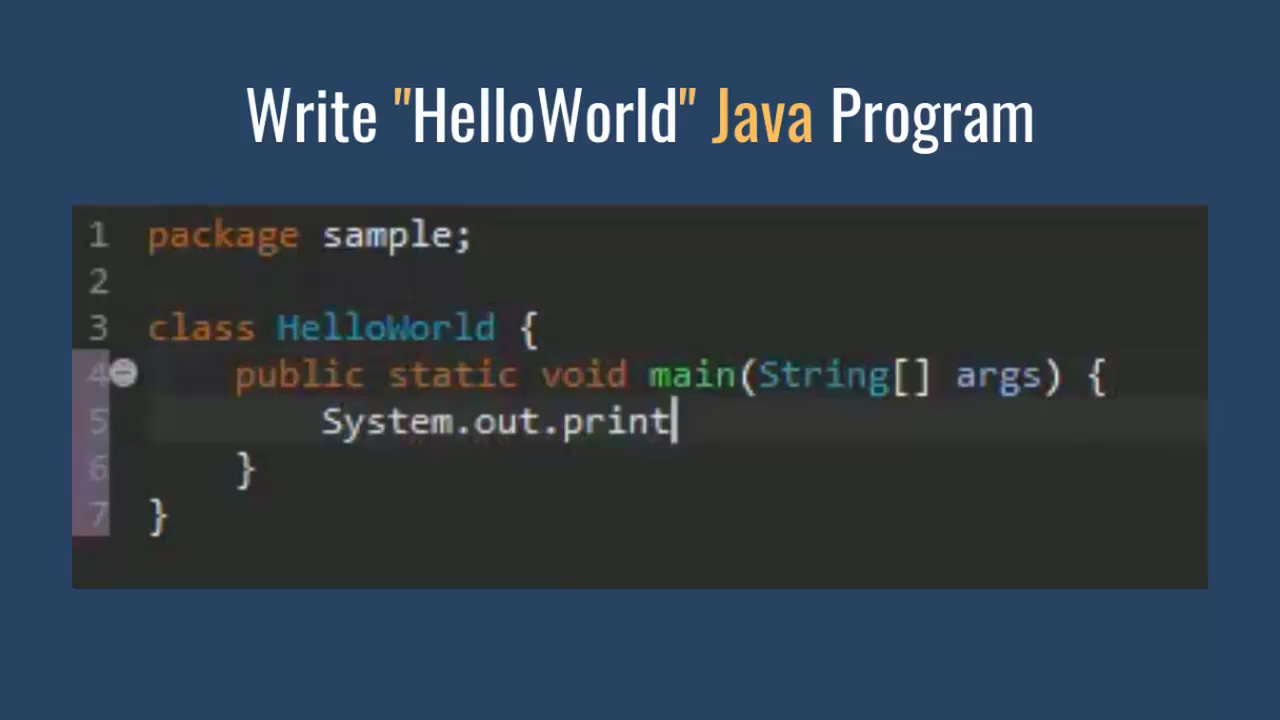 Write "HelloWorld" Java Program
1 package sample;
2
3 class HelloWorld {
4 public static void main(String[] args) {
5 System.out.print
6 }
7 }